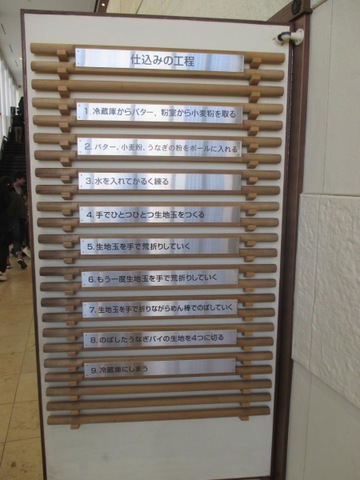 仕込みの工程
1. 冷蔵庫からバター、粉室から小麦粉を取る
2. バター、小麦粉、うなぎの粉をボールに入れる
3. 水を入れてかるく練る
4. 手でひとつひとつ生地玉をつくる
5. 生地玉を手で荒折りしていく
6. もう一度生地玉を手で荒折りしていく
7. 生地玉を手で折りながらめん棒でのばしていく
8. のばしたうなぎパイの生地を4つに切る
9. 冷蔵庫にしまう